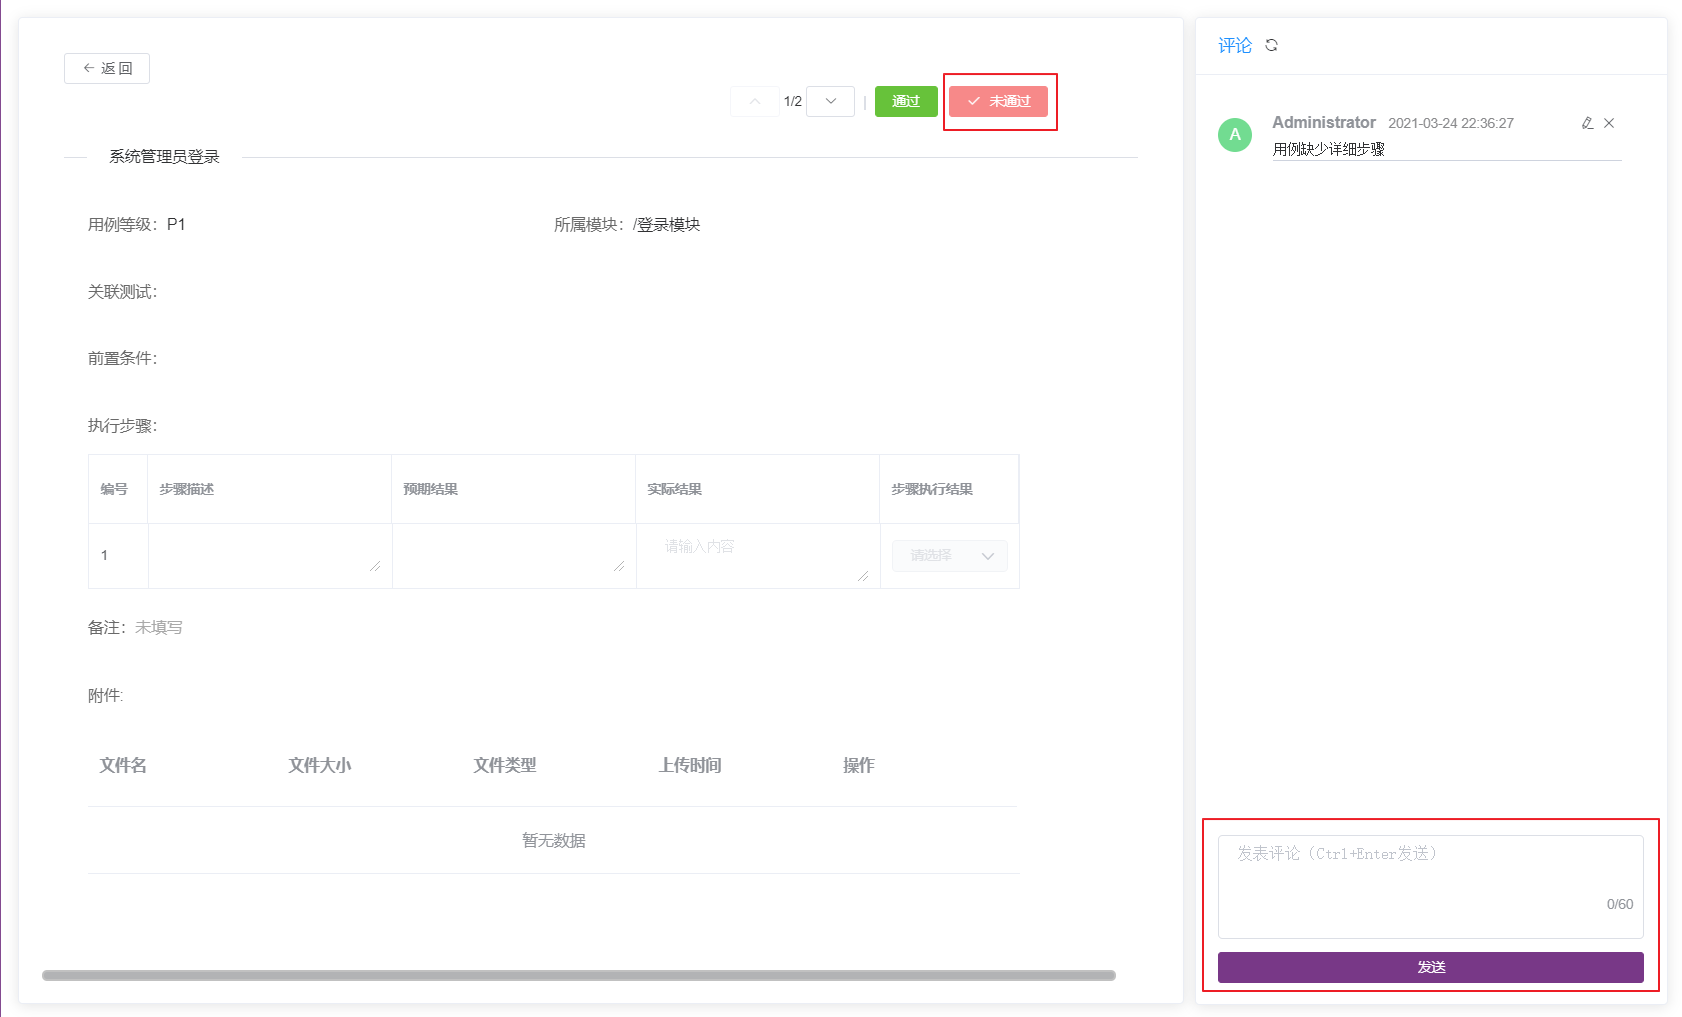 返回
1/2
通过
未通过
系统管理员登录
用例等级：P1
所属模块：/登录模块
关联测试：
前置条件：
执行步骤：
编号 步骤描述 预期结果 实际结果 步骤执行结果
1 请输入内容 请选择
备注：未填写
附件:
文件名 文件大小 文件类型 上传时间 操作
暂无数据
评论
A
Administrator 2021-03-24 22:36:27
用例缺少详细步骤
发表评论（Ctrl+Enter发送）
0/60
发送